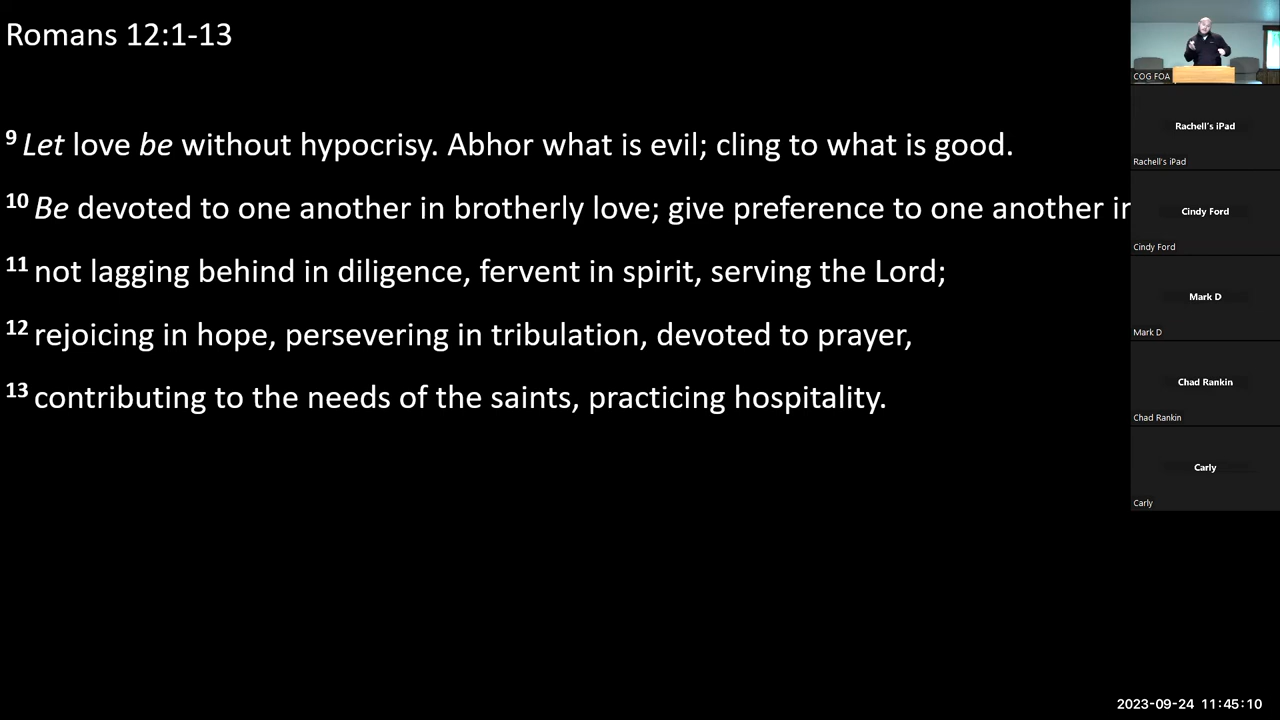 Romans 12:1-13
9 Let love be without hypocrisy. Abhor what is evil; cling to what is good.
10 Be devoted to one another in brotherly love; give preference to one another in
11 not lagging behind in diligence, fervent in spirit, serving the Lord;
12 rejoicing in hope, persevering in tribulation, devoted to prayer,
13 contributing to the needs of the saints, practicing hospitality.
COG FOA
Rachell's iPad
Rachell's iPad
Cindy Ford
Cindy Ford
Mark D
Mark D
Chad Rankin
Chad Rankin
Carly
Carly
2023-09-24 11:45:10